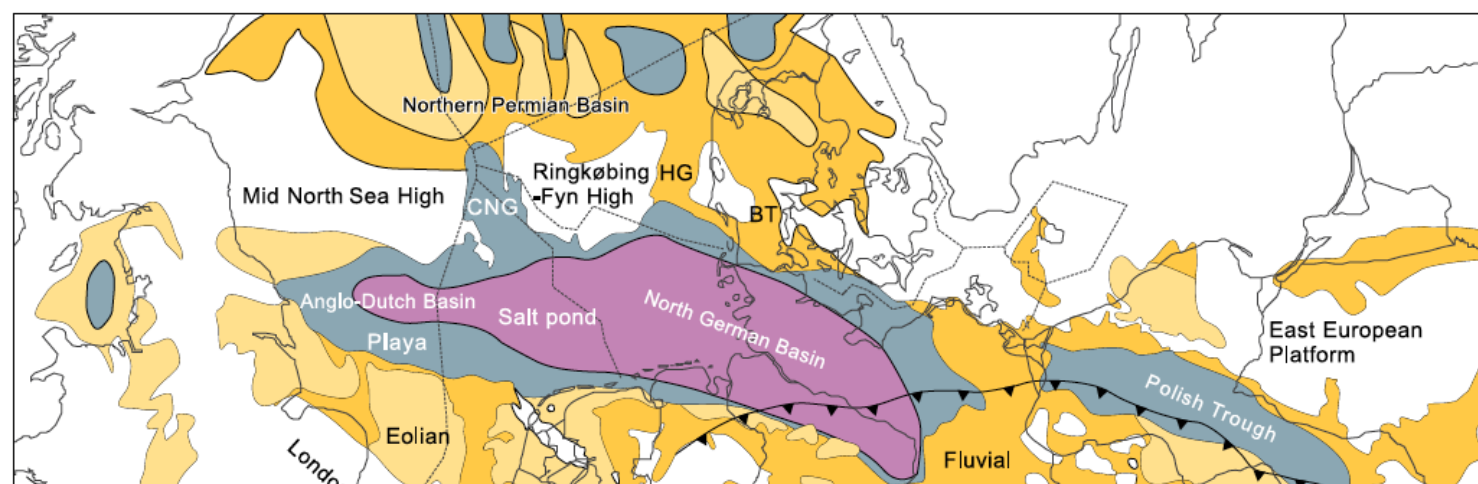 Northern Permian Basin
Mid North Sea High
Ringkøbing
-Fyn High
HG
CNG
BT
Anglo-Dutch Basin
Salt pond
North German Basin
Playa
East European
Platform
Polish Trough
Eolian
Fluvial
Londo